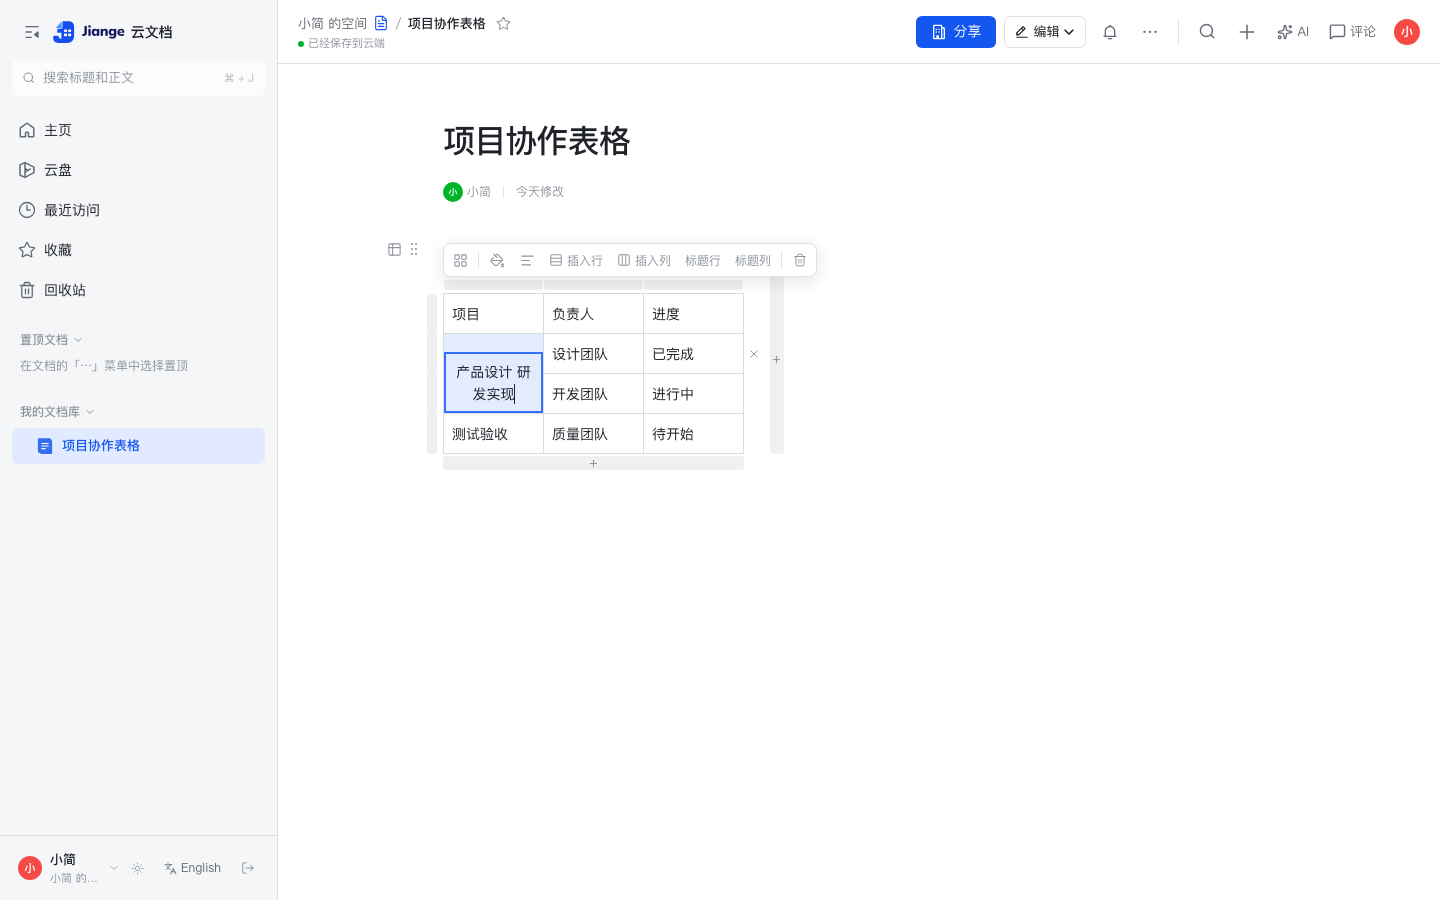 Jiange 云文档
搜索标题和正文 ⌘ + J
主页
云盘
最近访问
收藏
回收站
置顶文档
在文档的「···」菜单中选择置顶
我的文档库
项目协作表格
小 小简
小简 的...
English
小简 的空间 / 项目协作表格
已经保存到云端
分享
编辑
AI
评论
小
项目协作表格
小 小简 今天修改
插入行 插入列 标题行 标题列
项目 负责人 进度
设计团队 已完成
产品设计 研
发实现
开发团队 进行中
测试验收 质量团队 待开始